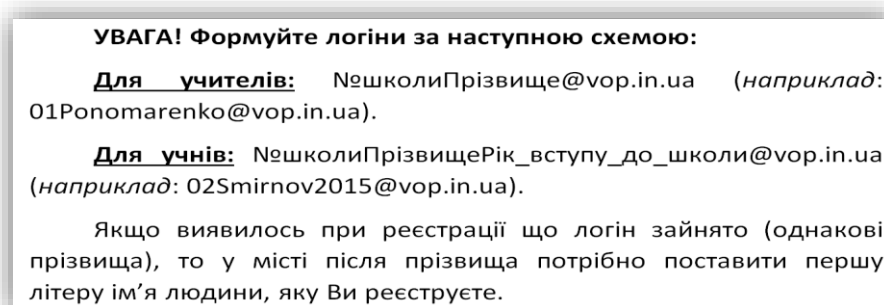 УВАГА! Формуйте логіни за наступною схемою:
Для учителів: №школиПрізвище@vop.in.ua (наприклад:
01Ponomarenko@vop.in.ua).
Для учнів: №школиПрізвищеРік_вступу_до_школи@vop.in.ua
(наприклад: 02Smirnov2015@vop.in.ua).
Якщо виявилось при реєстрації що логін зайнято (однакові
прізвища), то у місті після прізвища потрібно поставити першу
літеру ім’я людини, яку Ви реєструєте.